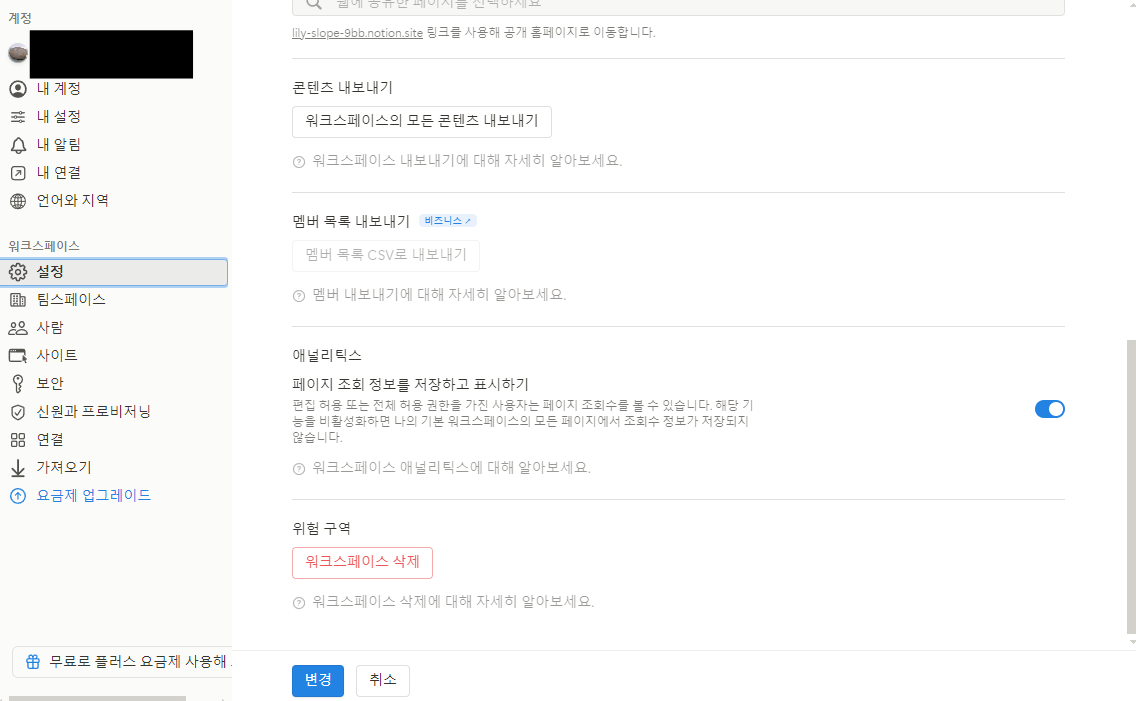 계정
내 계정
내 설정
내 알림
내 연결
언어와 지역
워크스페이스
설정
팀스페이스
사람
사이트
보안
신원과 프로비저닝
연결
가져오기
요금제 업그레이드
무료로 플러스 요금제 사용해
웹에 공유한 페이지를 선택하세요
lily-slope-9bb.notion.site 링크를 사용해 공개 홈페이지로 이동합니다.
콘텐츠 내보내기
워크스페이스의 모든 콘텐츠 내보내기
워크스페이스 내보내기에 대해 자세히 알아보세요.
멤버 목록 내보내기 비즈니스 ↗
멤버 목록 CSV로 내보내기
멤버 내보내기에 대해 자세히 알아보세요.
애널리틱스
페이지 조회 정보를 저장하고 표시하기
편집 허용 또는 전체 허용 권한을 가진 사용자는 페이지 조회수를 볼 수 있습니다. 해당 기
능을 비활성화하면 나의 기본 워크스페이스의 모든 페이지에서 조회수 정보가 저장되지
않습니다.
워크스페이스 애널리틱스에 대해 알아보세요.
위험 구역
워크스페이스 삭제
워크스페이스 삭제에 대해 자세히 알아보세요.
변경
취소